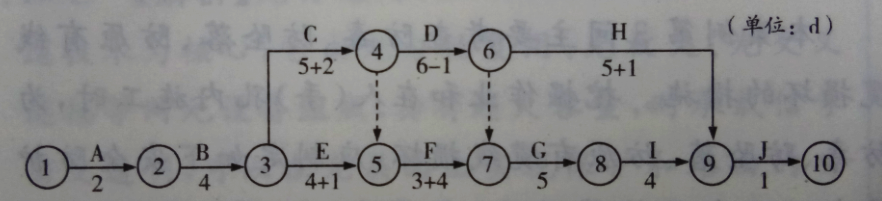 C D H (单位：d)
④ ⑥
5+2 6−1 5+1
A B E F G I J
① ② ③ ⑤ ⑦ ⑧ ⑨ ⑩
2 4 4+1 3+4 5 4 1